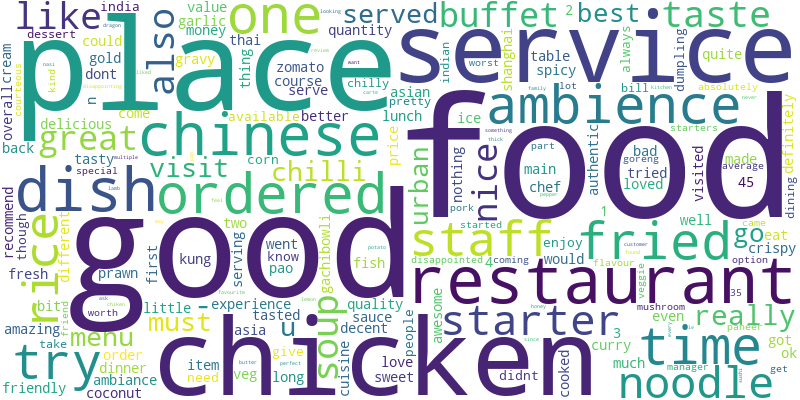 like
india
dessert
overall
cream
place
one
also
garlic
money
thai
could
gold
dont
gravy
thing
n
kind
courteous
come
zomato
course
serve
served
value
quantity
buffet
2
best
taste
service
shanghai
indian
table
spicy
always
dumpling
quite
lot
worst
absolutely
kitchen
never
asian
pretty
lunch
better
available
delicious
great
back
tasty
special
multiple
chinese
visit
corn
chilli
chilly
price
ambience
ice
bill
starters
definitely
food
urban
nice
nothing
part
main
chef
authentic
goreng
bad
tried
loved
made
average
visited
45
dining
pork
started
dish
ordered
rice
recommend
though
fresh
different
prawn
good
first
kung
went
know
pao
two
serving
gachibowli
fish
staff
disappointed
4
coming
enjoy
would
1
fried
go
well
eat
crispy
came
option
flavour
customer
veggie
35
restaurant
worth
bit
amazing
take
friendly
try
menu
order
dinner
ambiance
coconut
must
little
experience
tasted
asia
u
item
need
veg
give
long
soup
quality
sauce
decent
cuisine
people
love
sweet
chicken
awesome
starter
didnt
cooked
curry
3
much
mushroom
even
paneer
really
time
manager
noodle
got
ok
get